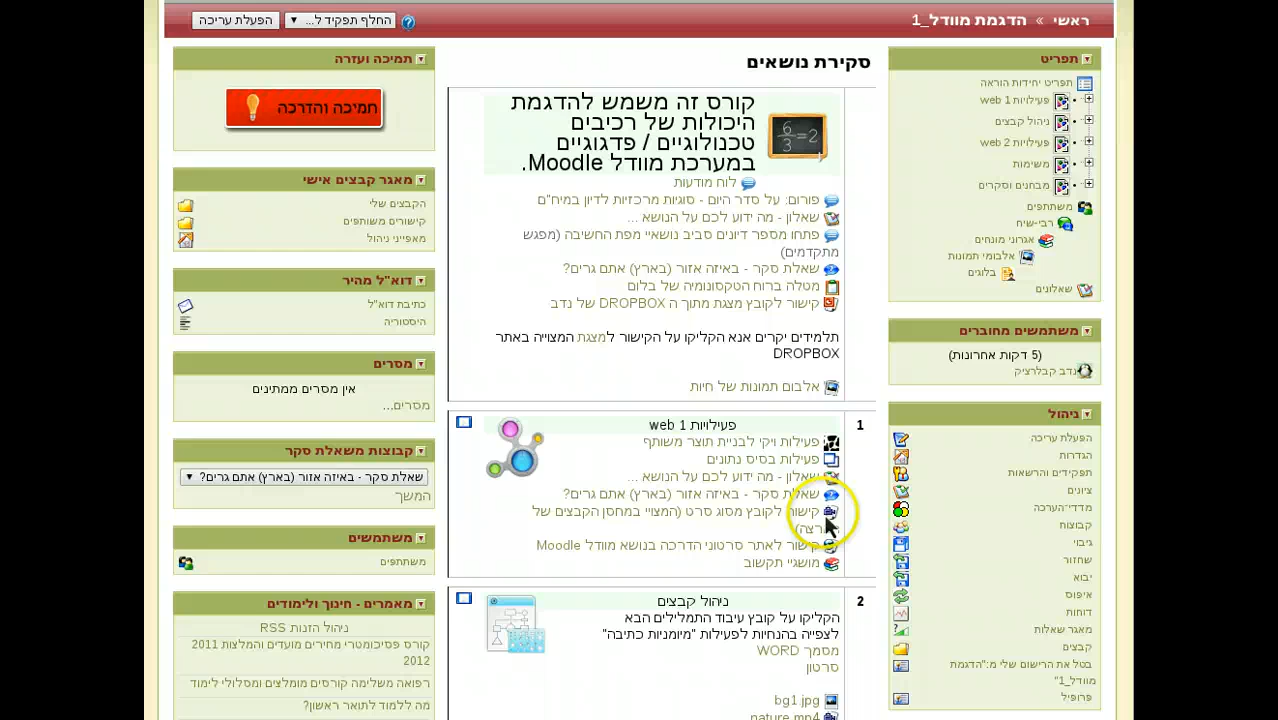 ראשי » הדגמת מוודל_1
החלף תפקיד ל...
הפעלת עריכה
תפריט
תפריט יחידות הוראה
פעילויות web 1
ניהול קבצים
פעילויות web 2
משימות
מבחנים וסקרים
משתתפים
רבי-שיח
אגרוני מונחים
אלבומי תמונות
בלוגים
שאלונים
משתמשים מחוברים
(5 דקות אחרונות)
נדב קבלרציק
ניהול
הפעלת עריכה
הגדרות
תפקידים והרשאות
ציונים
מדדי־הערכה
קבוצות
גיבוי
שחזור
יבוא
איפוס
דוחות
מאגר שאלות
קבצים
בטל את הרישום שלי מ:"הדגמת
מוודל_1"
פרופיל
סקירת נושאים
קורס זה משמש להדגמת
היכולות של רכיבים
טכנולוגיים / פדגוגיים
במערכת מוודל Moodle.
לוח מודעות
פורום: על סדר היום - סוגיות מרכזיות לדיון במיח"ם
שאלון - מה ידוע לכם על הנושא ...
פתחו מספר דיונים סביב נושאיי מפת החשיבה (מפגש
מתקדמים)
שאלת סקר - באיזה אזור (בארץ) אתם גרים?
מטלה ברוח הטקסונומיה של בלום
קישור לקובץ מצגת מתוך ה DROPBOX של נדב
תלמידים יקרים אנא הקליקו על הקישור למצגת המצוייה באתר
DROPBOX
אלבום תמונות של חיות
1
פעילויות web 1
פעילות ויקי לבניית תוצר משותף
פעילות בסיס נתונים
שאלון - מה ידוע לכם על הנושא ...
שאלת סקר - באיזה אזור (בארץ) אתם גרים?
קישור לקובץ מסוג סרט (המצויי במחסן הקבצים של
קישור לאתר סרטוני הדרכה בנושא מוודל Moodle
מושגיי תקשוב
2
ניהול קבצים
הקליקו על קובץ עיבוד התמלילים הבא
לצפייה בהנחיות לפעילות "מיומניות כתיבה"
מסמך WORD
סרטון
bg1.jpg
nature.mp4
תמיכה ועזרה
תמיכה והדרכה
מאגר קבצים אישי
הקבצים שלי
קישורים משותפים
מאפייני ניהול
דוא"ל מהיר
כתיבת דוא"ל
היסטוריה
מסרים
אין מסרים ממתינים
מסרים...
קבוצות משאלת סקר
שאלת סקר - באיזה אזור (בארץ) אתם גרים?
המשך
משתמשים
משתתפים
מאמרים - חינוך ולימודים
ניהול הזנות RSS
קורס פסיכומטרי מחירים מועדים והמלצות 2011
2012
רפואה משלימה קורסים מומלצים ומסלולי לימוד
מה ללמוד לתואר ראשון?